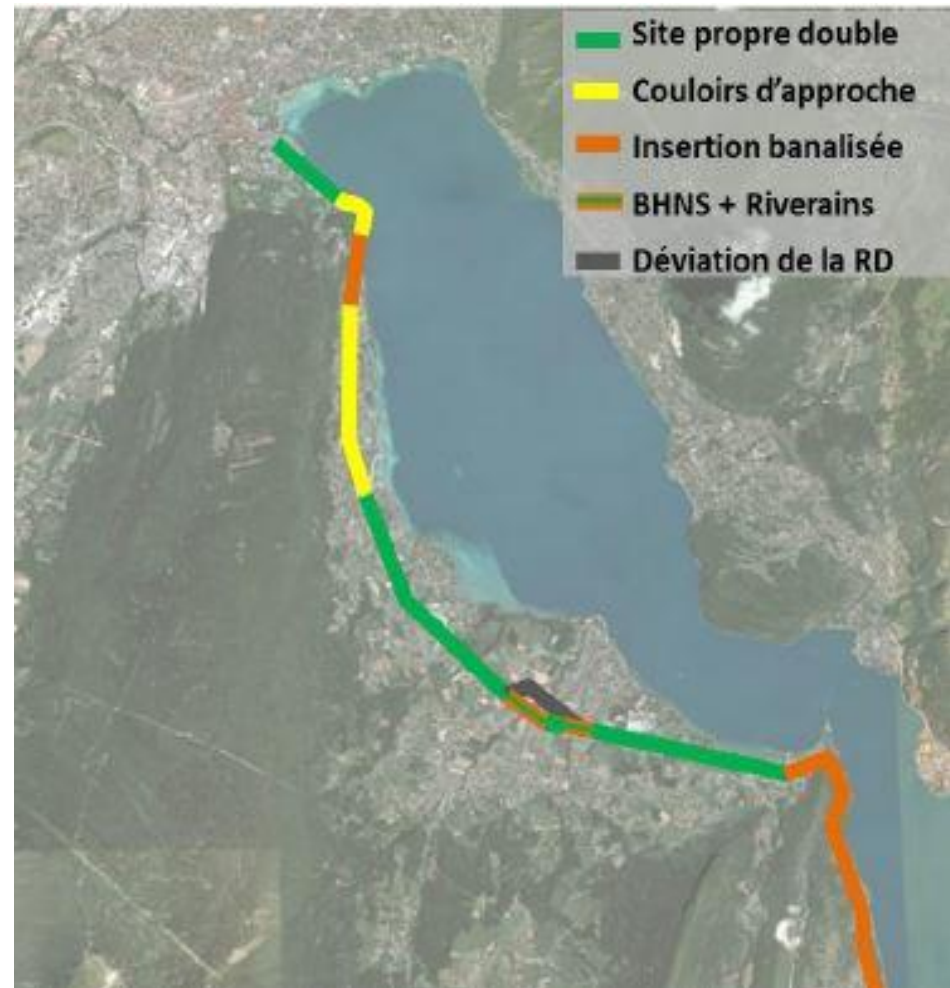 Site propre double
Couloirs d'approche
Insertion banalisée
BHNS + Riverains
Déviation de la RD